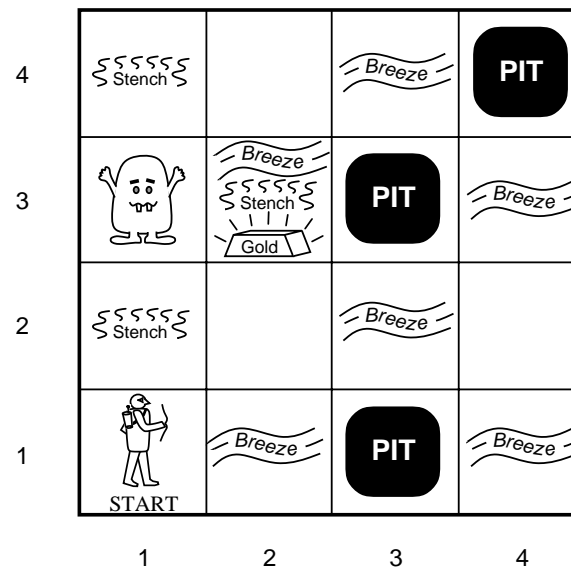 4
Stench
Breeze
PIT
3
Breeze
Stench
Gold
PIT
Breeze
2
Stench
Breeze
1
START
Breeze
PIT
Breeze
1 2 3 4